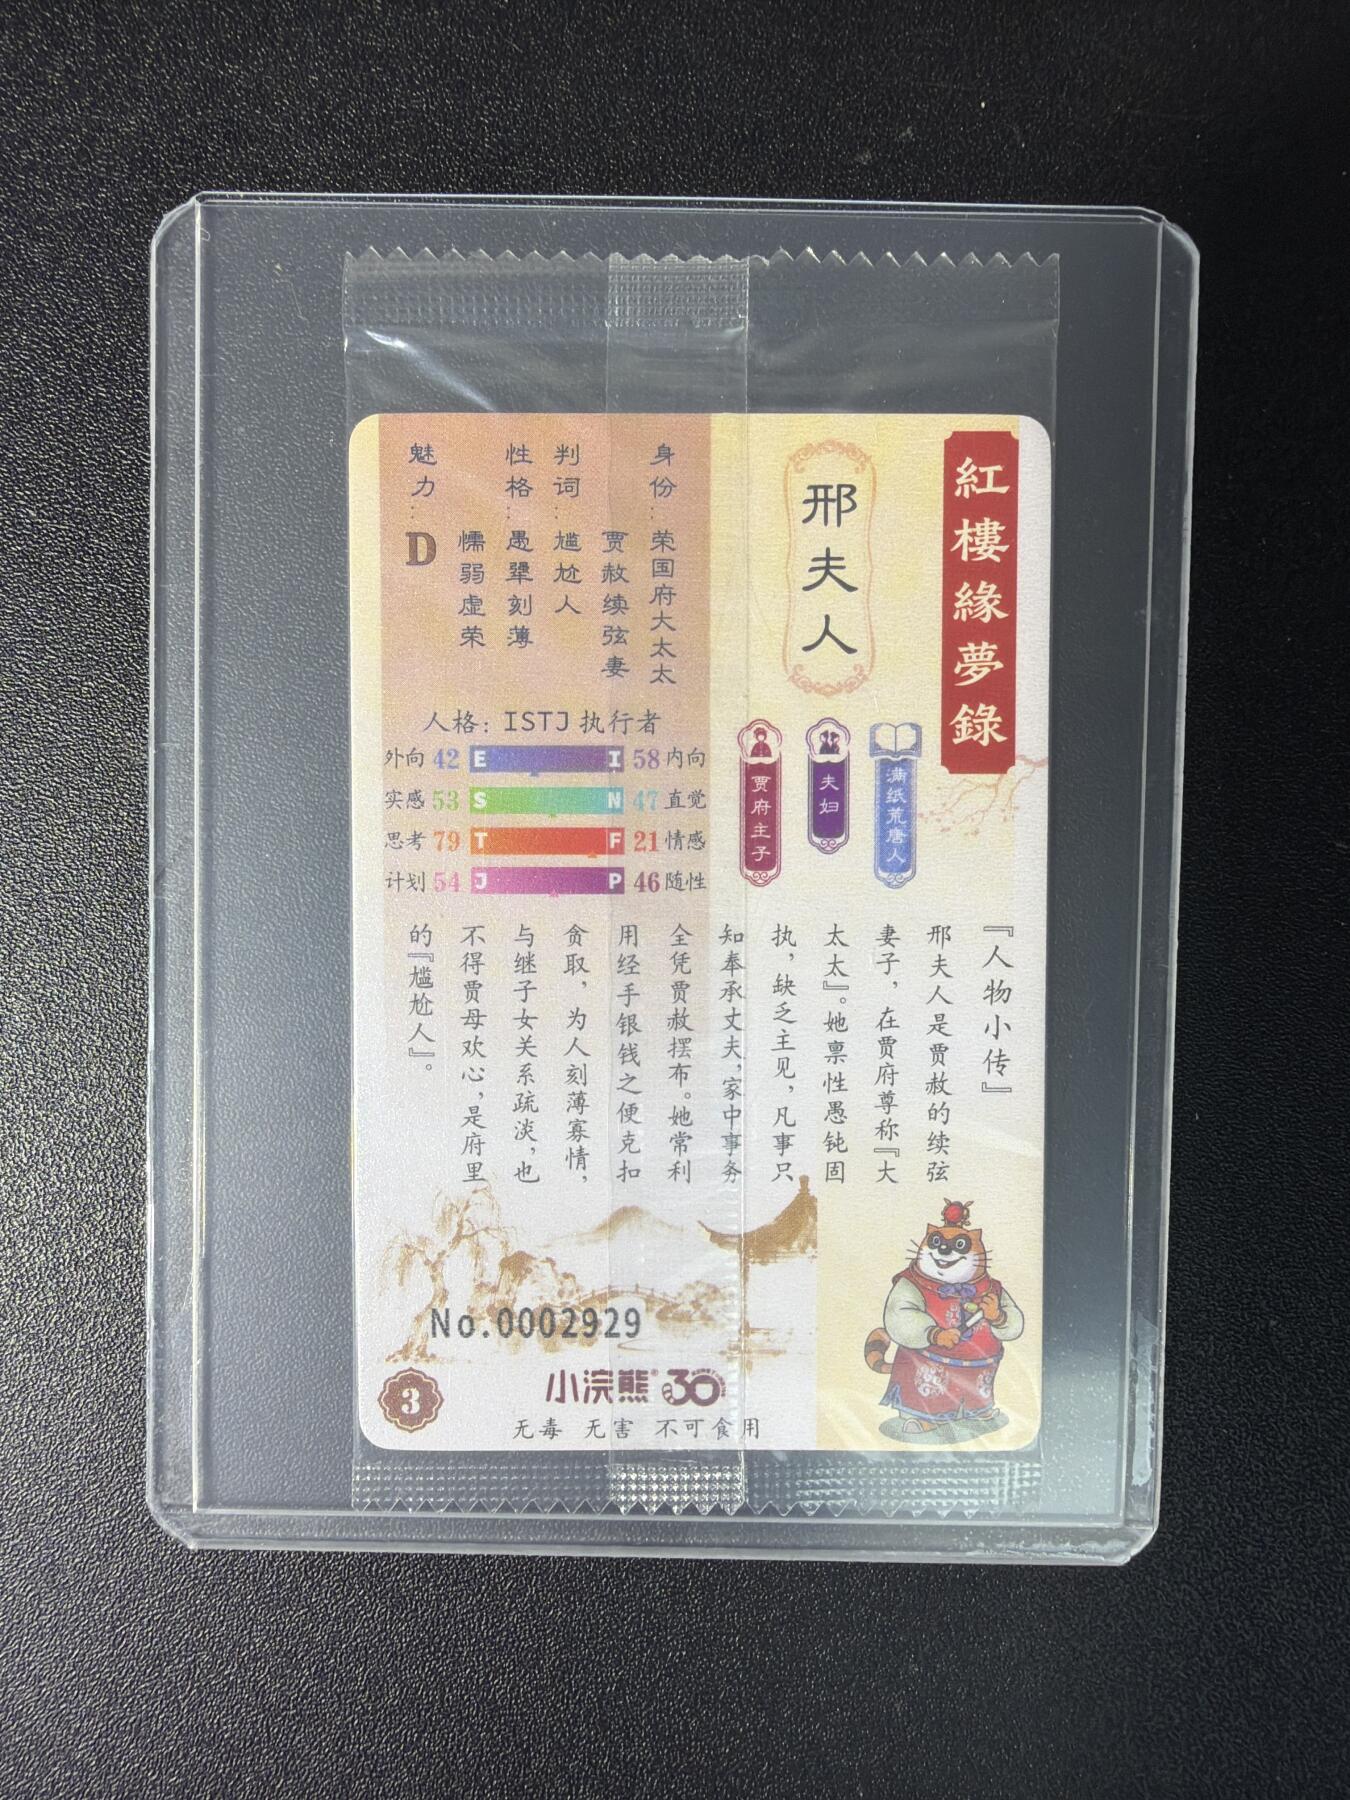 紅樓緣夢錄
邢夫人
满纸荒唐人
夫妇
贾府主子
身份：荣国府大太太
贾赦续弦妻
判词：尴尬人
性格：愚犟刻薄
懦弱虚荣
魅力：D
人格：ISTJ 执行者
外向 42 E I 58 内向
实感 53 S N 47 直觉
思考 79 T F 21 情感
计划 54 J P 46 随性
『人物小传』
邢夫人是贾赦的续弦
妻子，在贾府尊称『大
太太』。她禀性愚钝固
执，缺乏主见，凡事只
知奉承丈夫，家中事务
全凭贾赦摆布。她常利
用经手银钱之便克扣
贪取，为人刻薄寡情，
与继子女关系疏淡，也
不得贾母欢心，是府里
的『尴尬人』。
No.0002929
3
小浣熊® 30
无毒 无害 不可食用